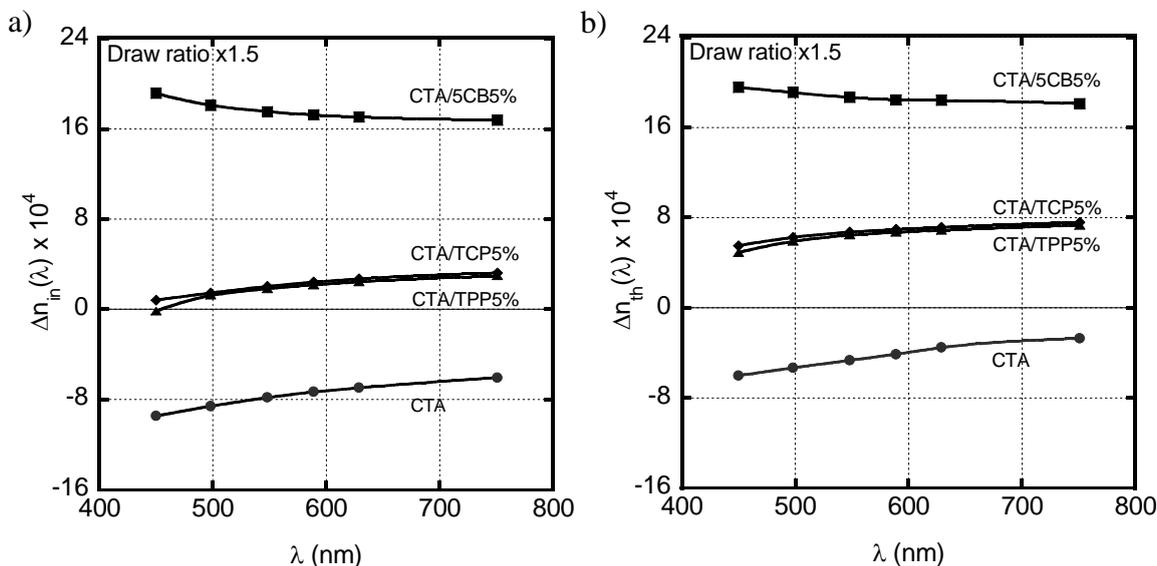 a)
Draw ratio x1.5
24
16
8
0
-8
-16
Δn_in(λ) x 10^4
CTA/5CB5%
CTA/TCP5%
CTA/TPP5%
CTA
400 500 600 700 800
λ (nm)
b)
Draw ratio x1.5
24
16
8
0
-8
-16
Δn_th(λ) x 10^4
CTA/5CB5%
CTA/TCP5%
CTA/TPP5%
CTA
400 500 600 700 800
λ (nm)